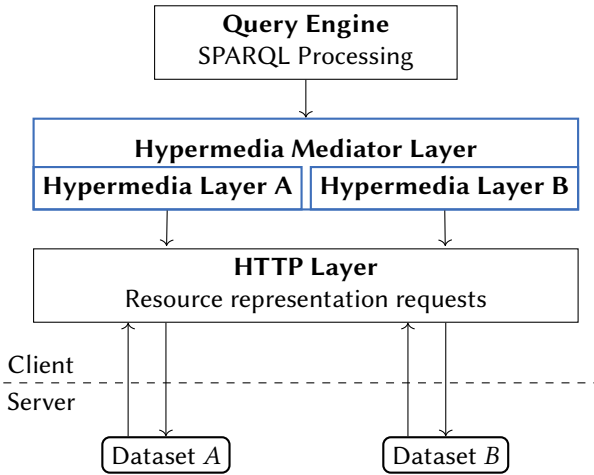 Query Engine
SPARQL Processing
Hypermedia Mediator Layer
Hypermedia Layer A
Hypermedia Layer B
HTTP Layer
Resource representation requests
Client
Server
Dataset A
Dataset B